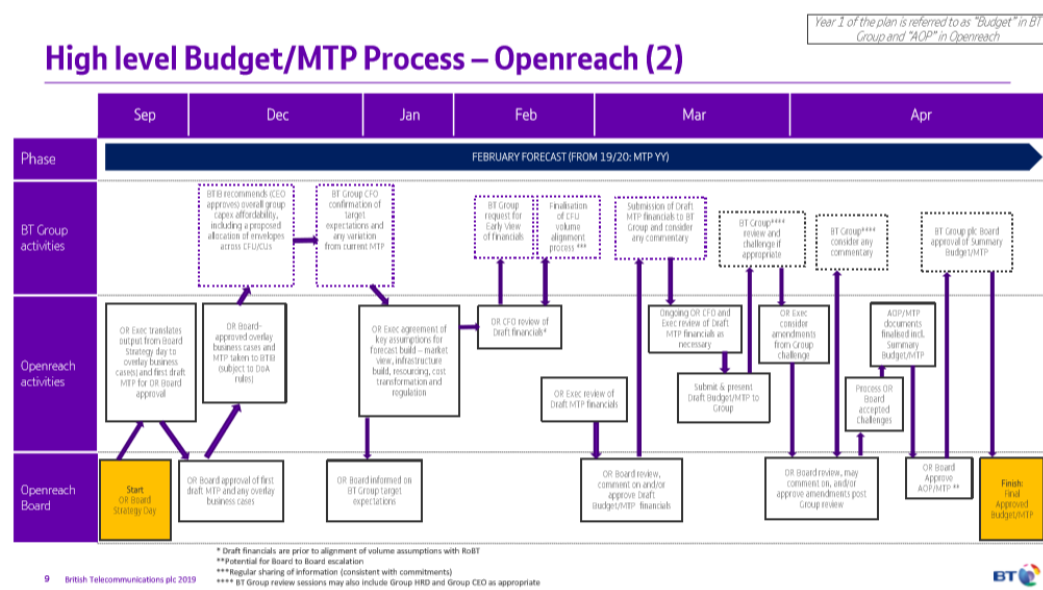 Year 1 of the plan is referred to as "Budget" in BT
Group and "AOP" in Openreach
High level Budget/MTP Process – Openreach (2)
Sep
Dec
Jan
Feb
Mar
Apr
Phase
FEBRUARY FORECAST (FROM 19/20: MTP YY)
BT Group
activities
BTIB recommends (CEO
approves) overall group
capex affordability,
including a proposed
allocation of envelopes
across CFU/CUs
BT Group CFO
confirmation of
target
expectations and
any variation
from current MTP
BT Group
request for
Early View
of financials
Finalisation
of CFU
volume
alignment
process ***
Submission of Draft
MTP financials to BT
Group and consider
any commentary
BT Group****
review and
challenge if
appropriate
BT Group****
consider any
commentary
BT Group plc Board
approval of Summary
Budget/MTP
Openreach
activities
OR Exec translates
output from Board
Strategy day to
overlay business
cases) and first draft
MTP for OR Board
approval
OR Board-
approved overlay
business cases and
MTP taken to BTIB
(subject to DoA
rules)
OR Exec agreement of
key assumptions for
forecast build – market
view, infrastructure
build, resourcing, cost
transformation and
regulation
OR CFO review of
Draft financials*
OR Exec review of
Draft MTP financials
Ongoing OR CFO and
Exec review of Draft
MTP financials as
necessary
Submit & present
Draft Budget/MTP to
Group
OR Exec
consider
amendments
from Group
challenge
Process OR
Board
accepted
Challenges
AOP/MTP
documents
finalised incl.
Summary
Budget/MTP
Openreach
Board
Start
OR Board
Strategy Day
OR Board approval of first
draft MTP and any overlay
business cases
OR Board informed on
BT Group target
expectations
OR Board review,
comment on and/or
approve Draft
Budget/MTP financials
OR Board review, may
comment on, and/or
approve amendments post
Group review
OR Board
Approve
AOP/MTP **
Finish:
Final
Approved
Budget/MTP
* Draft financials are prior to alignment of volume assumptions with RoBT
**Potential for Board to Board escalation
***Regular sharing of information (consistent with commitments)
**** BT Group review sessions may also include Group HRD and Group CEO as appropriate
9 British Telecommunications plc 2019
BT